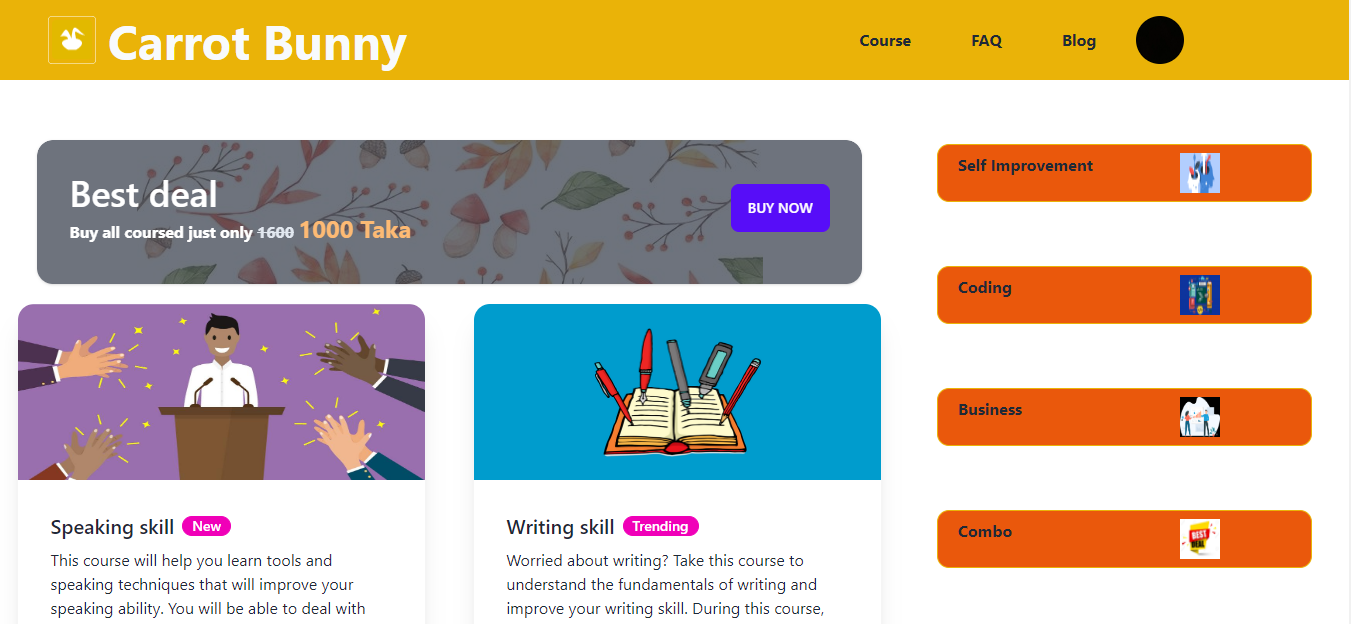 Carrot Bunny
Course FAQ Blog
Best deal
Buy all coursed just only 1600 1000 Taka
BUY NOW
Speaking skill New
This course will help you learn tools and
speaking techniques that will improve your
speaking ability. You will be able to deal with
Writing skill Trending
Worried about writing? Take this course to
understand the fundamentals of writing and
improve your writing skill. During this course,
Self Improvement
Coding
Business
Combo
BEST
DEAL